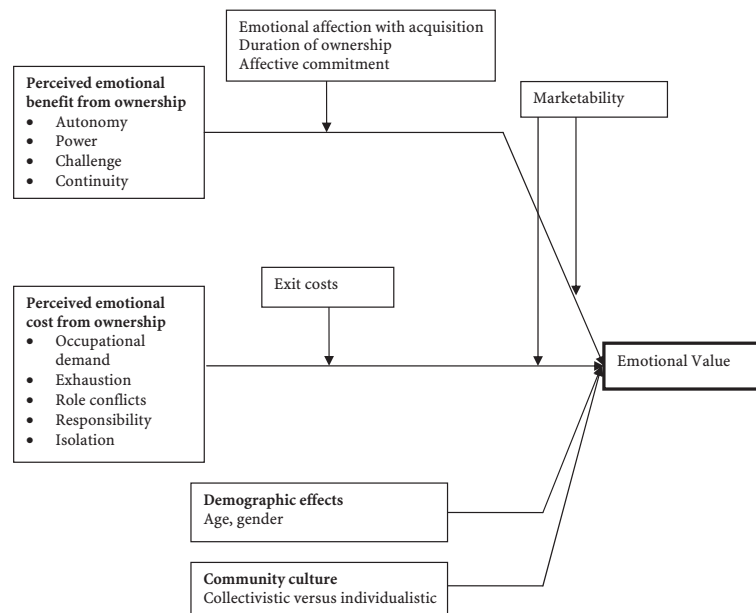 Emotional affection with acquisition
Duration of ownership
Affective commitment
Perceived emotional
benefit from ownership
• Autonomy
• Power
• Challenge
• Continuity
Marketability
Exit costs
Perceived emotional
cost from ownership
• Occupational
demand
• Exhaustion
• Role conflicts
• Responsibility
• Isolation
Emotional Value
Demographic effects
Age, gender
Community culture
Collectivistic versus individualistic